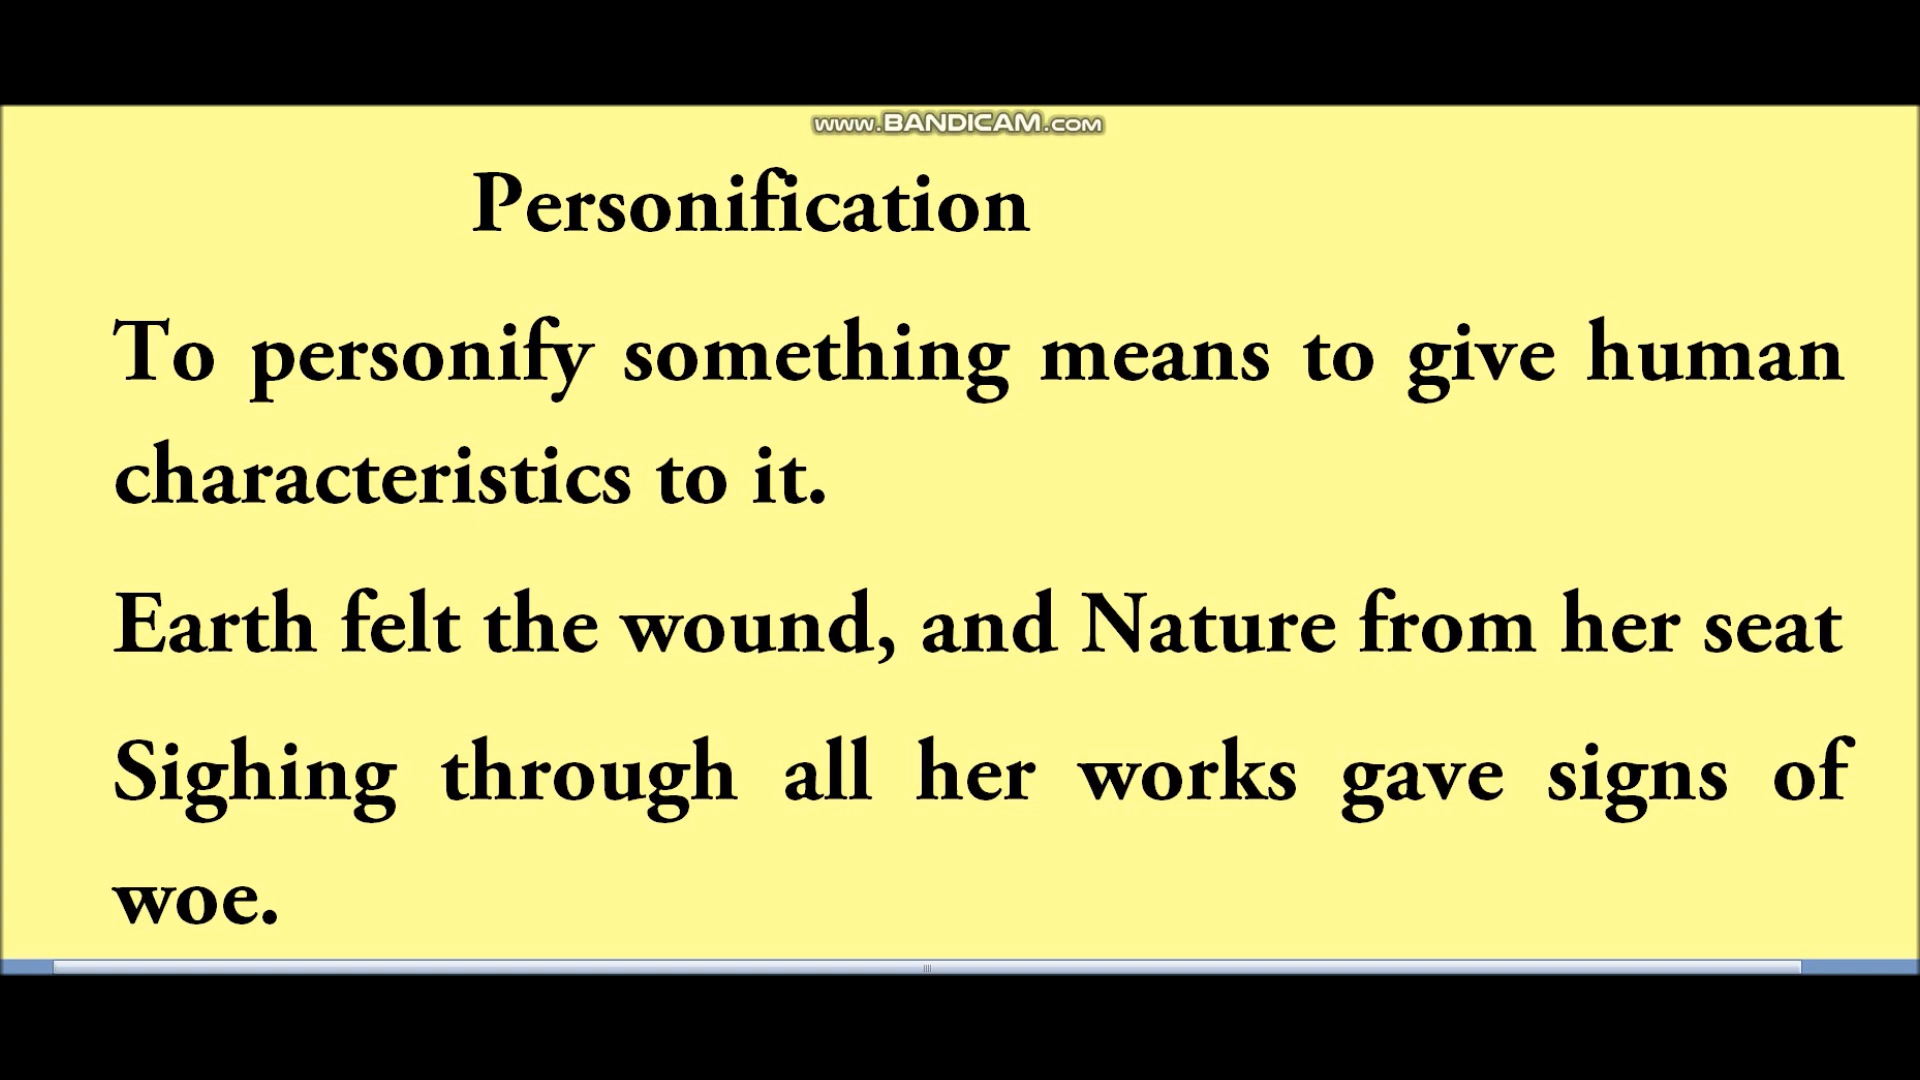 www.BANDICAM.com
Personification
To personify something means to give human
characteristics to it.
Earth felt the wound, and Nature from her seat
Sighing through all her works gave signs of
woe.